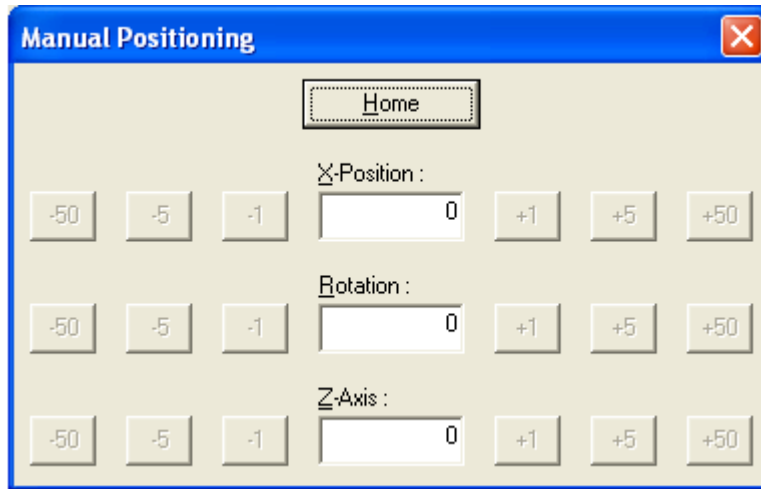 Manual Positioning
Home
X-Position :
-50 -5 -1 0 +1 +5 +50
Rotation :
-50 -5 -1 0 +1 +5 +50
Z-Axis :
-50 -5 -1 0 +1 +5 +50